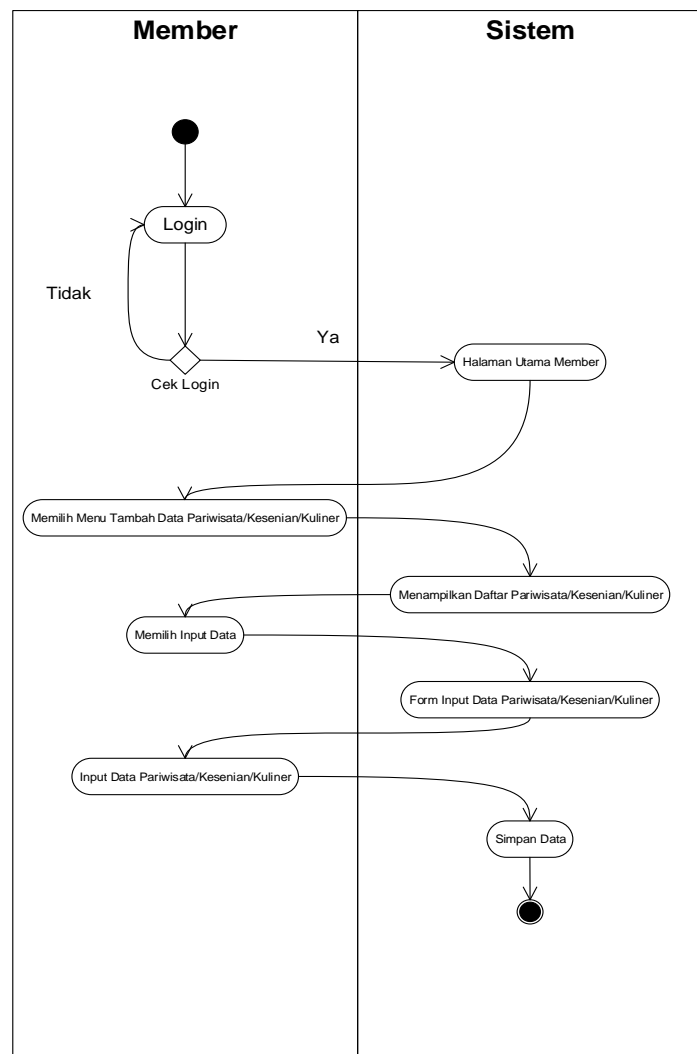 Member
Sistem
Login
Tidak
Ya
Cek Login
Halaman Utama Member
Memilih Menu Tambah Data Pariwisata/Kesenian/Kuliner
Menampilkan Daftar Pariwisata/Kesenian/Kuliner
Memilih Input Data
Form Input Data Pariwisata/Kesenian/Kuliner
Input Data Pariwisata/Kesenian/Kuliner
Simpan Data